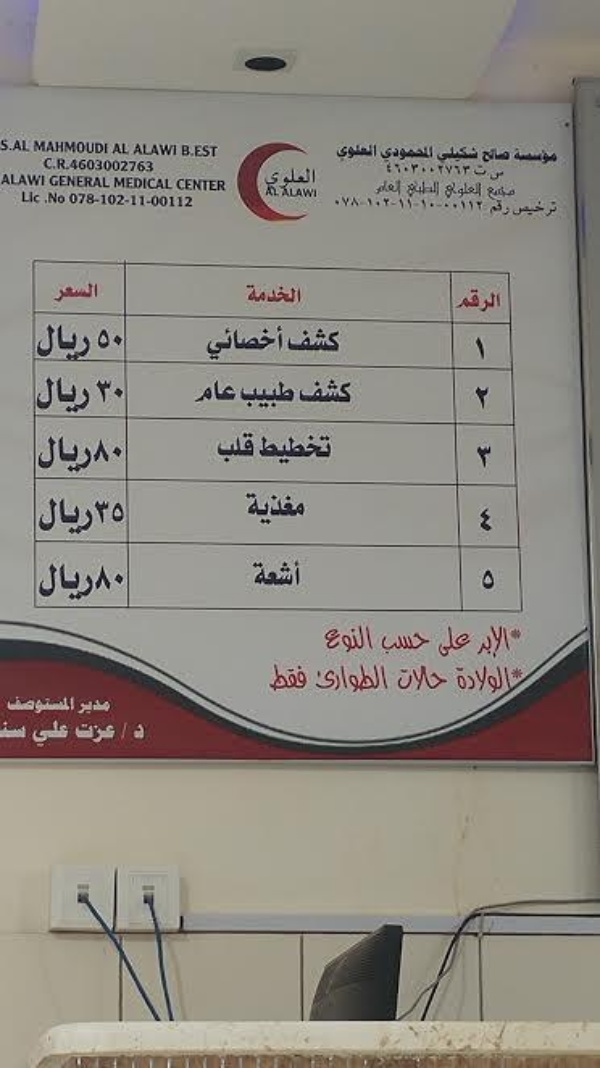 S.AL MAHMOUDI AL ALAWI B.EST
C.R.4603002763
ALAWI GENERAL MEDICAL CENTER
Lic .No 078-102-11-00112
العلوي
AL ALAWI
مؤسسة صالح شكيلي المحمودي العلوي
س ت ٤٦٠٣٠٠٢٧٦٣
مجمع العلوي الطبي العام
ترخيص رقم ٠٧٨-١٠٢-١١-١٠-٠٠١١٢
الرقم الخدمة السعر
١ كشف أخصائي ٥٠ ريال
٢ كشف طبيب عام ٣٠ ريال
٣ تخطيط قلب ٨٠ريال
٤ مغذية ٣٥ريال
٥ أشعة ٨٠ريال
*الإبر على حسب النوع
*الولادة حالات الطوارئ فقط
مدير المستوصف
د / عزت علي